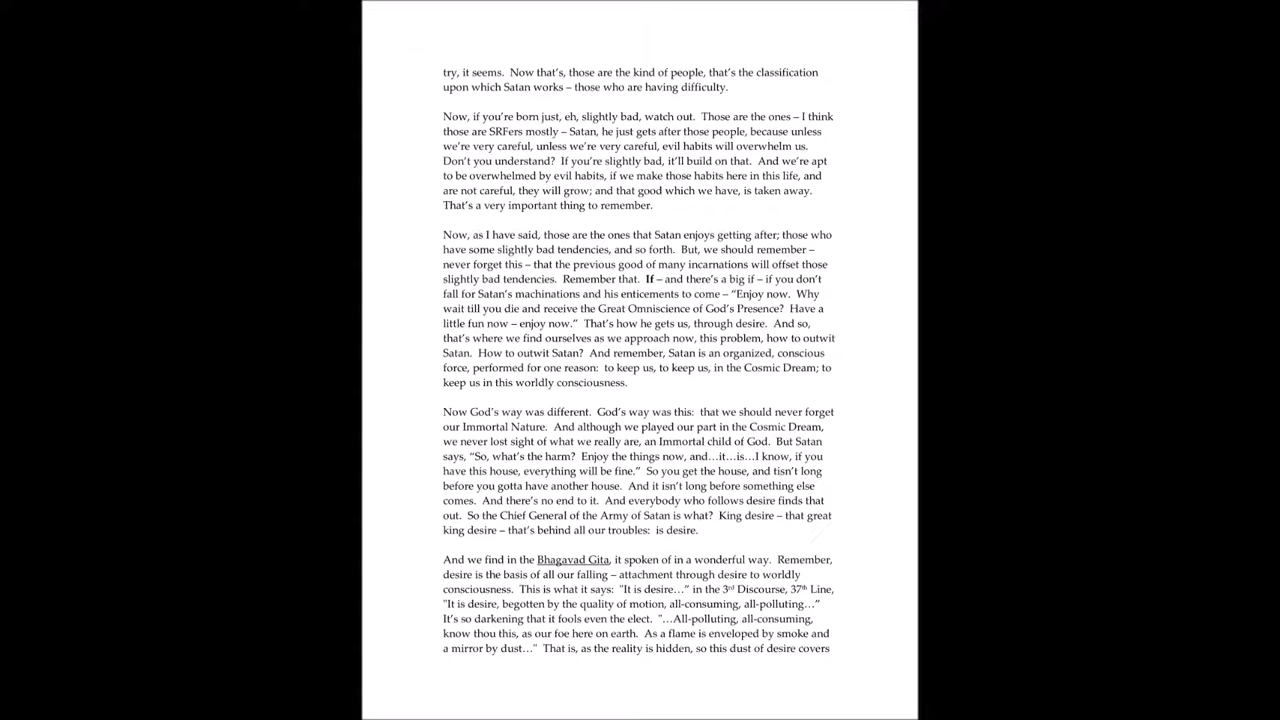 try, it seems.  Now that's, those are the kind of people, that's the classification
upon which Satan works – those who are having difficulty.
Now, if you're born just, eh, slightly bad, watch out.  Those are the ones – I think
those are SRFers mostly – Satan, he just gets after those people, because unless
we're very careful, unless we're very careful, evil habits will overwhelm us.
Don't you understand?  If you're slightly bad, it'll build on that.  And we're apt
to be overwhelmed by evil habits, if we make those habits here in this life, and
are not careful, they will grow; and that good which we have, is taken away.
That's a very important thing to remember.
Now, as I have said, those are the ones that Satan enjoys getting after; those who
have some slightly bad tendencies, and so forth.  But, we should remember –
never forget this – that the previous good of many incarnations will offset those
slightly bad tendencies.  Remember that.  If – and there's a big if – if you don't
fall for Satan's machinations and his enticements to come – “Enjoy now.  Why
wait till you die and receive the Great Omniscience of God's Presence?  Have a
little fun now – enjoy now.”  That's how he gets us, through desire.  And so,
that's where we find ourselves as we approach now, this problem, how to outwit
Satan.  How to outwit Satan?  And remember, Satan is an organized, conscious
force, performed for one reason:  to keep us, to keep us, in the Cosmic Dream; to
keep us in this worldly consciousness.
Now God's way was different.  God's way was this:  that we should never forget
our Immortal Nature.  And although we played our part in the Cosmic Dream,
we never lost sight of what we really are, an Immortal child of God.  But Satan
says, “So, what's the harm?  Enjoy the things now, and…it…is…I know, if you
have this house, everything will be fine.”  So you get the house, and tisn't long
before you gotta have another house.  And it isn't long before something else
comes.  And there's no end to it.  And everybody who follows desire finds that
out.  So the Chief General of the Army of Satan is what?  King desire – that great
king desire – that's behind all our troubles:  is desire.
And we find in the Bhagavad Gita, it spoken of in a wonderful way.  Remember,
desire is the basis of all our falling – attachment through desire to worldly
consciousness.  This is what it says:  "It is desire…” in the 3rd Discourse, 37th Line,
"It is desire, begotten by the quality of motion, all-consuming, all-polluting…”
It's so darkening that it fools even the elect.  "…All-polluting, all-consuming,
know thou this, as our foe here on earth.  As a flame is enveloped by smoke and
a mirror by dust…"  That is, as the reality is hidden, so this dust of desire covers